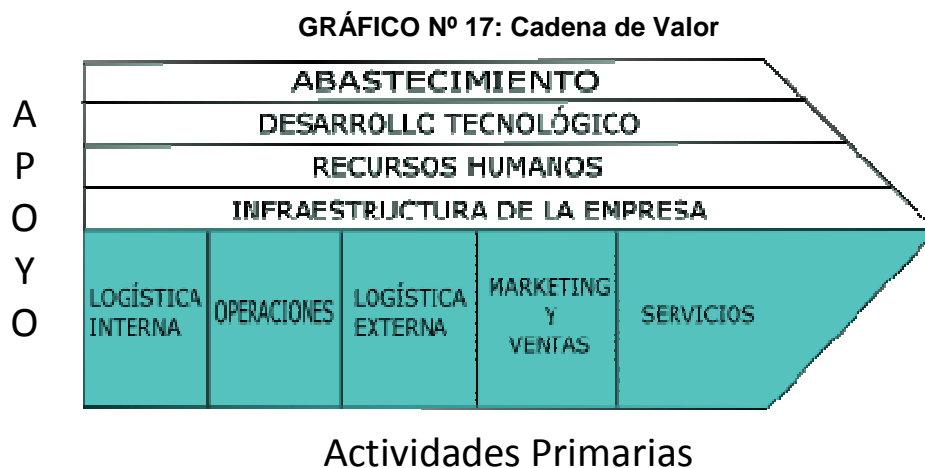 GRÁFICO Nº 17: Cadena de Valor
A
P
O
Y
O
ABASTECIMIENTO
DESARROLLO TECNOLÓGICO
RECURSOS HUMANOS
INFRAESTRUCTURA DE LA EMPRESA
LOGÍSTICA
INTERNA
OPERACIONES
LOGÍSTICA
EXTERNA
MARKETING
Y
VENTAS
SERVICIOS
Actividades Primarias